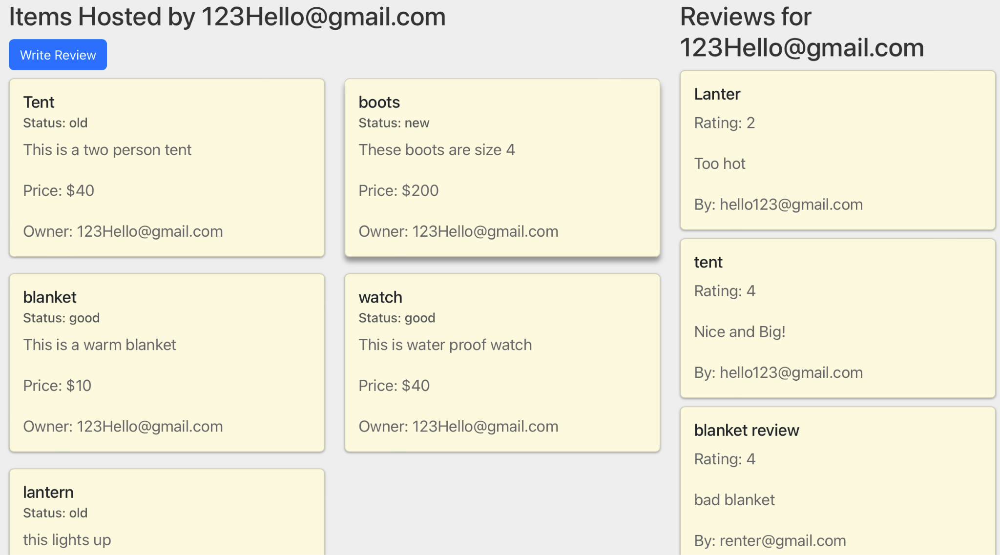 Items Hosted by 123Hello@gmail.com
Write Review
Tent
Status: old
This is a two person tent
Price: $40
Owner: 123Hello@gmail.com
boots
Status: new
These boots are size 4
Price: $200
Owner: 123Hello@gmail.com
blanket
Status: good
This is a warm blanket
Price: $10
Owner: 123Hello@gmail.com
watch
Status: good
This is water proof watch
Price: $40
Owner: 123Hello@gmail.com
lantern
Status: old
this lights up
Reviews for
123Hello@gmail.com
Lanter
Rating: 2
Too hot
By: hello123@gmail.com
tent
Rating: 4
Nice and Big!
By: hello123@gmail.com
blanket review
Rating: 4
bad blanket
By: renter@gmail.com